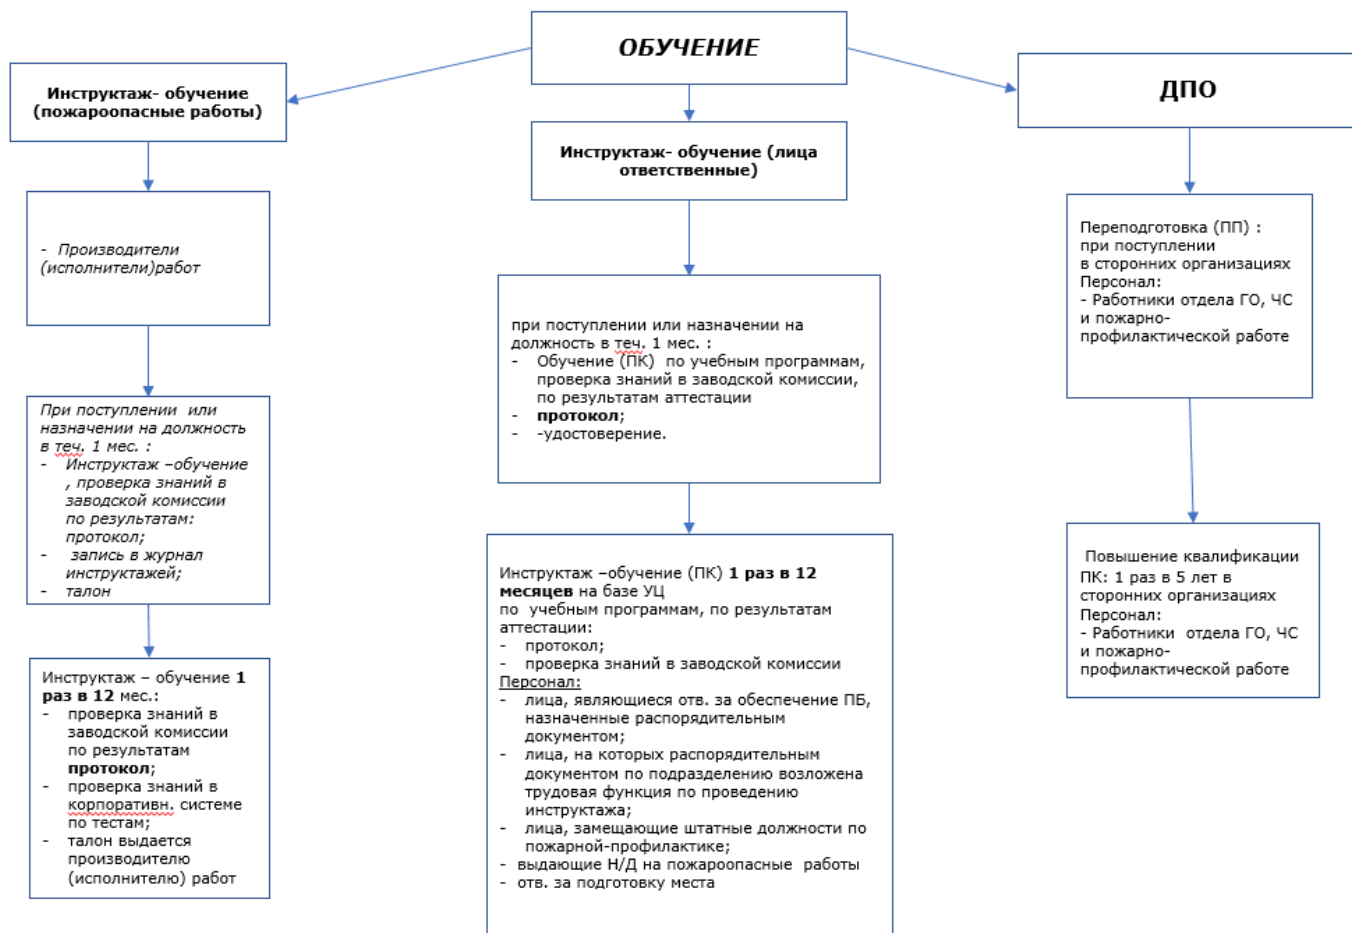 ОБУЧЕНИЕ
Инструктаж- обучение
(пожароопасные работы)
- Производители
(исполнители)работ
При поступлении или
назначении на должность
в теч. 1 мес. :
- Инструктаж –обучение
, проверка знаний в
заводской комиссии
по результатам:
протокол;
- запись в журнал
инструктажей;
- талон
Инструктаж – обучение 1
раз в 12 мес.:
- проверка знаний в
заводской комиссии
по результатам
протокол;
- проверка знаний в
корпоративн. системе
по тестам;
- талон выдается
производителю
(исполнителю) работ
Инструктаж- обучение (лица
ответственные)
при поступлении или назначении на
должность в теч. 1 мес. :
- Обучение (ПК) по учебным программам,
проверка знаний в заводской комиссии,
по результатам аттестации
- протокол;
- -удостоверение.
Инструктаж –обучение (ПК) 1 раз в 12
месяцев на базе УЦ
по учебным программам, по результатам
аттестации:
- протокол;
- проверка знаний в заводской комиссии
Персонал:
- лица, являющиеся отв. за обеспечение ПБ,
назначенные распорядительным
документом;
- лица, на которых распорядительным
документом по подразделению возложена
трудовая функция по проведению
инструктажа;
- лица, замещающие штатные должности по
пожарной-профилактике;
- выдающие Н/Д на пожароопасные работы
- отв. за подготовку места
ДПО
Переподготовка (ПП) :
при поступлении
в сторонних организациях
Персонал:
- Работники отдела ГО, ЧС
и пожарно-
профилактической работе
Повышение квалификации
ПК: 1 раз в 5 лет в
сторонних организациях
Персонал:
- Работники отдела ГО, ЧС
и пожарно-
профилактической работе